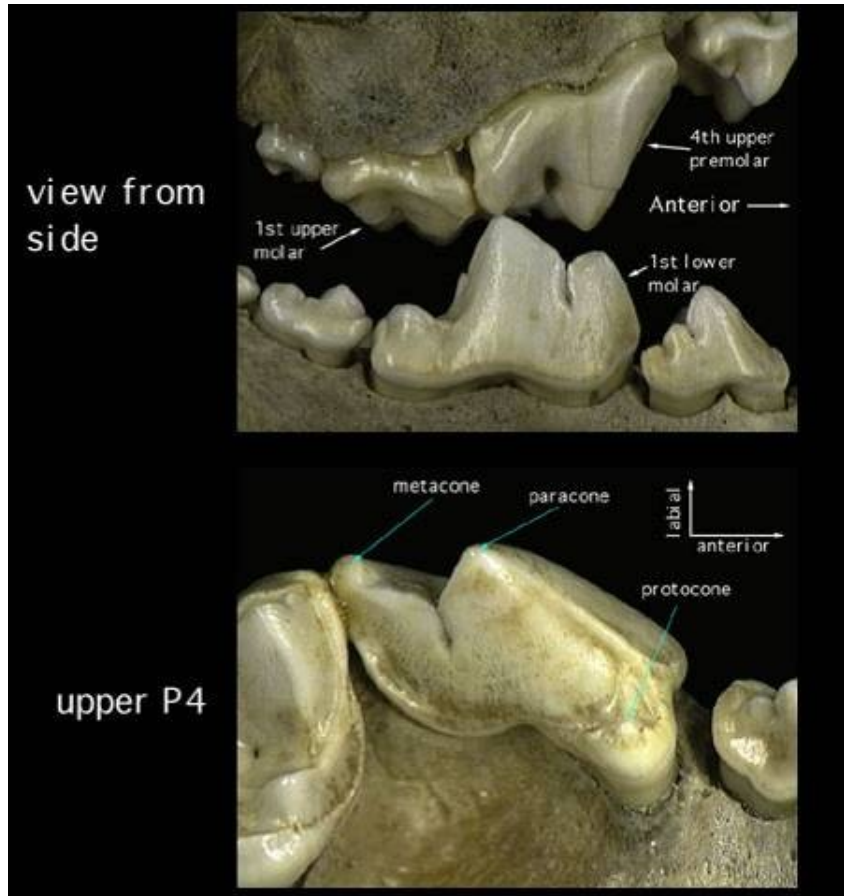 view from
side
4th upper
premolar
Anterior
1st upper
molar
1st lower
molar
metacone
paracone
labial
anterior
protocone
upper P4